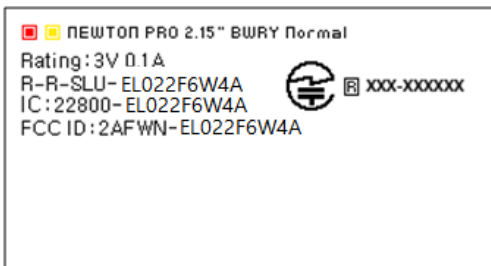 NEWTON PRO 2.15" BWRY Normal
Rating:3V 0.1A
R-R-SLU-EL022F6W4A
R XXX-XXXXXX
IC:22800-EL022F6W4A
FCC ID:2AFWN-EL022F6W4A